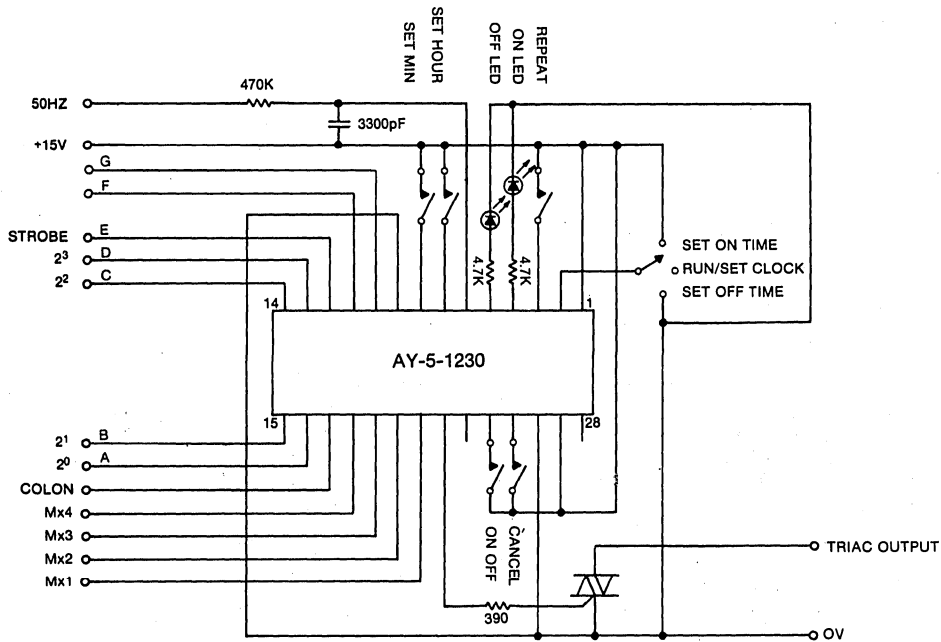 SET MIN
SET HOUR
OFF LED
ON LED
REPEAT
470K
50HZ
3300pF
+15V
G
F
STROBE E
2³ D
2² C
4.7K
4.7K
SET ON TIME
RUN/SET CLOCK
SET OFF TIME
14
1
AY-5-1230
15
28
2¹ B
2⁰ A
COLON
Mx4
Mx3
Mx2
Mx1
ON OFF
CANCEL
390
TRIAC OUTPUT
OV